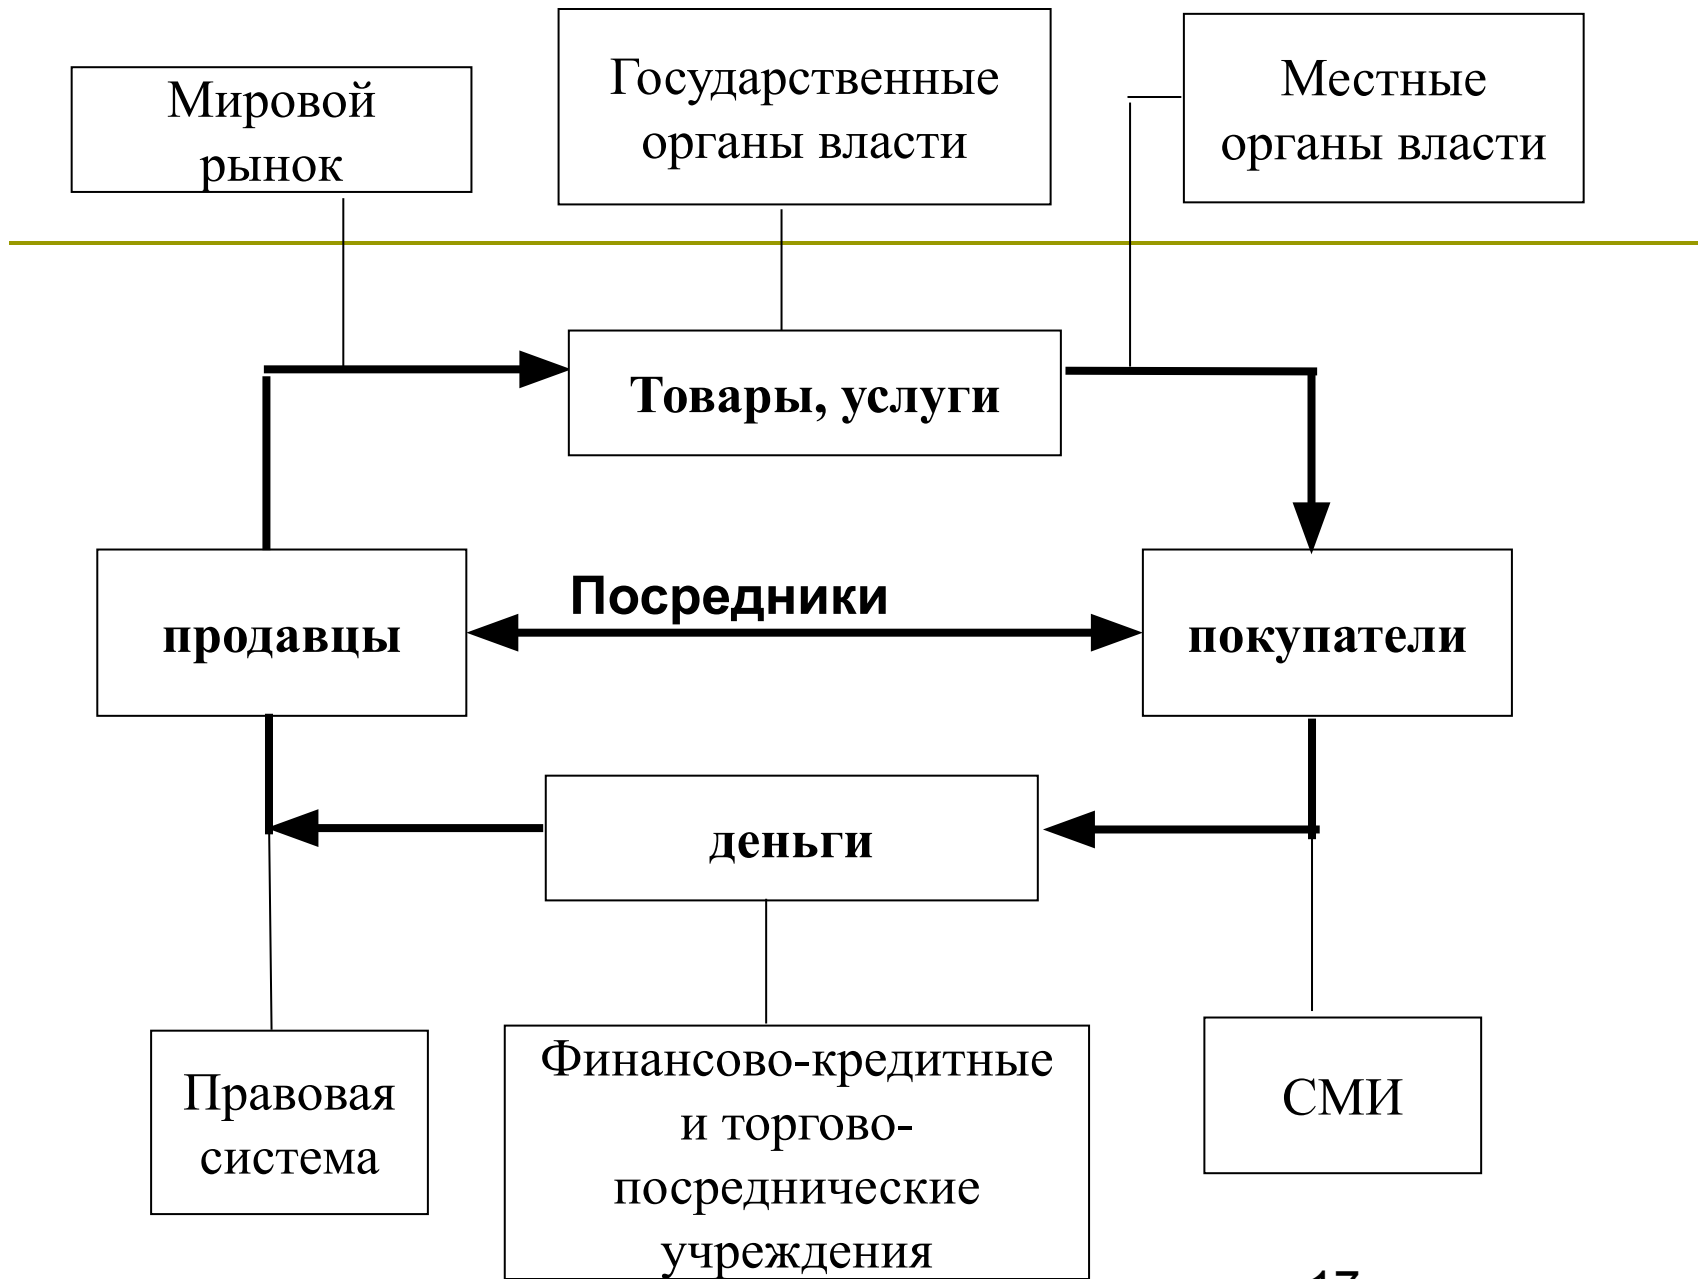 Мировой
рынок
Государственные
органы власти
Местные
органы власти
Товары, услуги
продавцы
Посредники
покупатели
деньги
Правовая
система
Финансово-кредитные
и торгово-
посреднические
учреждения
СМИ
17